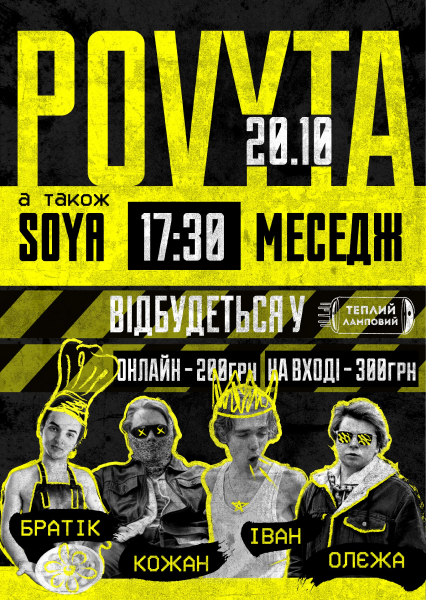 POVYTA
20.10
а також
SOYA 17:30 МЕСЕДЖ
ВІДБУДЕТЬСЯ У ТЕПЛИЙ ЛАМПОВИЙ
ОНЛАЙН – 200грн НА ВХОДІ – 300грн
БРАТІК
КОЖАН
ІВАН
ОЛЄЖА